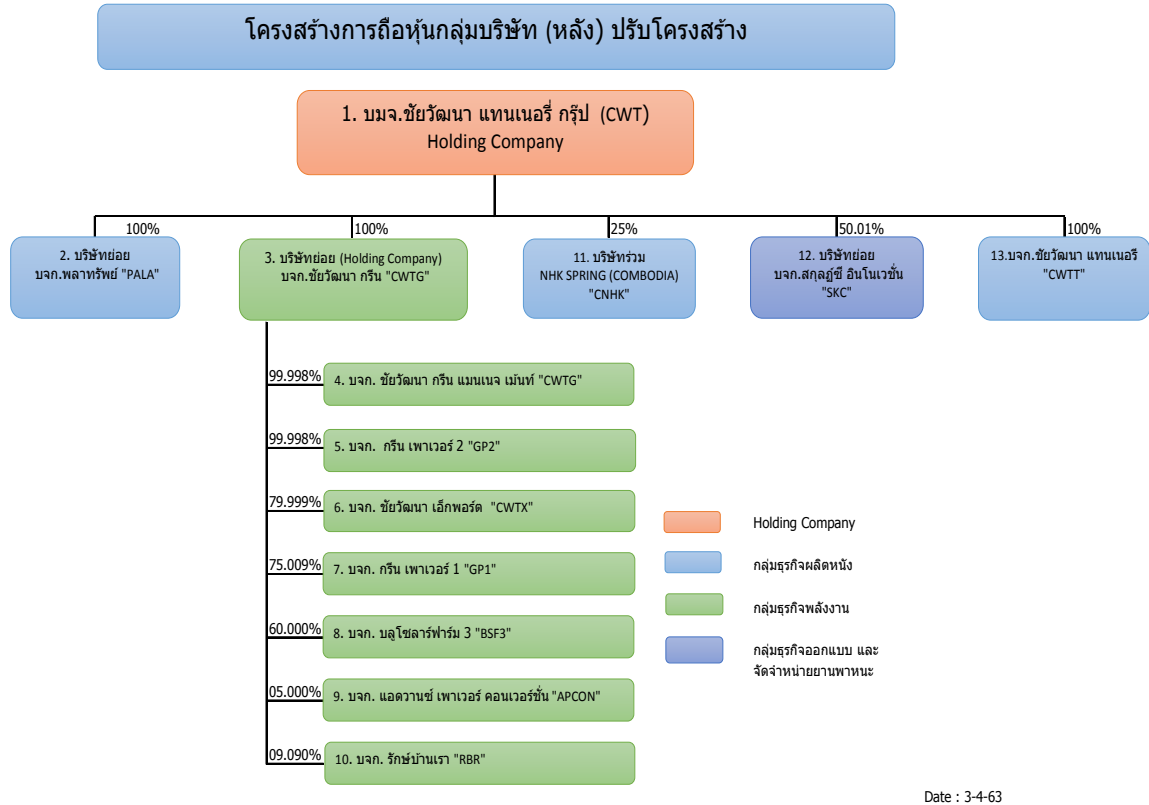 โครงสร้างการถือหุ้นกลุ่มบริษัท (หลัง) ปรับโครงสร้าง
1. บมจ.ชัยวัฒนา แทนเนอรี่ กรุ๊ป (CWT)
Holding Company
100%
100%
25%
50.01%
100%
2. บริษัทย่อย
บจก.พลาทรัพย์ "PALA"
3. บริษัทย่อย (Holding Company)
บจก.ชัยวัฒนา กรีน "CWTG"
11. บริษัทร่วม
NHK SPRING (COMBODIA)
"CNHK"
12. บริษัทย่อย
บจก.สกุลฎ์ซี อินโนเวชั่น
"SKC"
13.บจก.ชัยวัฒนา แทนเนอรี
"CWTT"
99.998%
4. บจก. ชัยวัฒนา กรีน แมนเนจ เม้นท์ "CWTG"
99.998%
5. บจก. กรีน เพาเวอร์ 2 "GP2"
79.999%
6. บจก. ชัยวัฒนา เอ็กพอร์ต "CWTX"
75.009%
7. บจก. กรีน เพาเวอร์ 1 "GP1"
60.000%
8. บจก. บลูโซลาร์ฟาร์ม 3 "BSF3"
05.000%
9. บจก. แอดวานซ์ เพาเวอร์ คอนเวอร์ชั่น "APCON"
09.090%
10. บจก. รักษ์บ้านเรา "RBR"
Holding Company
กลุ่มธุรกิจผลิตหนัง
กลุ่มธุรกิจพลังงาน
กลุ่มธุรกิจออกแบบ และ
จัดจำหน่ายยานพาหนะ
Date : 3-4-63